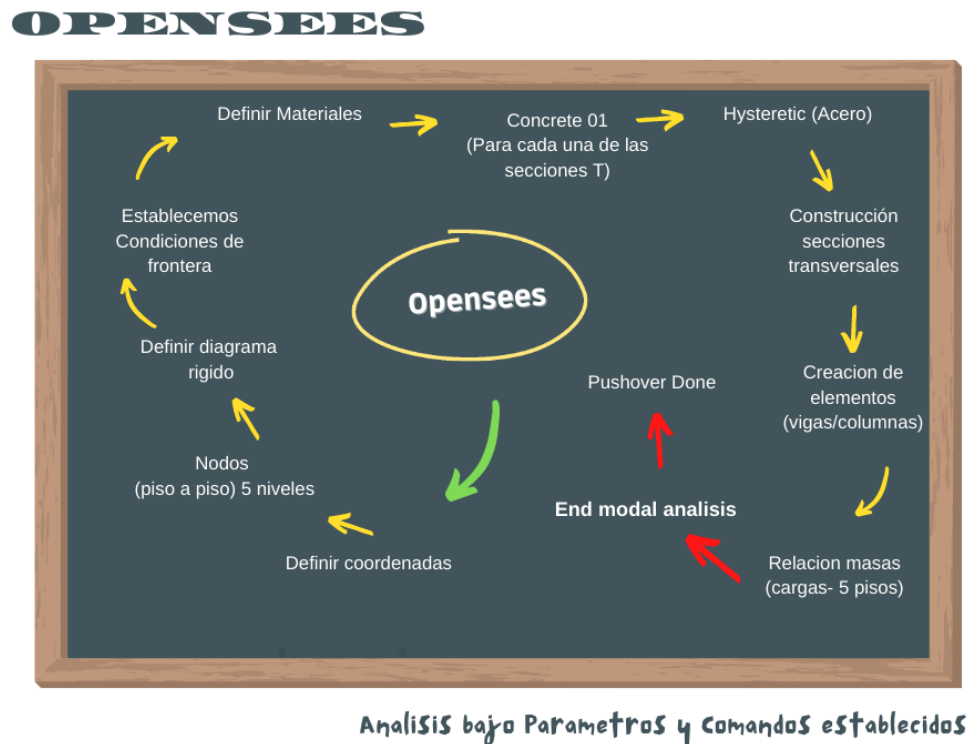 OPENSEES
Definir Materiales
Concrete 01
(Para cada una de las
secciones T)
Hysteretic (Acero)
Establecemos
Condiciones de
frontera
Construcción
secciones
transversales
Opensees
Definir diagrama
rigido
Pushover Done
Creacion de
elementos
(vigas/columnas)
Nodos
(piso a piso) 5 niveles
End modal analisis
Definir coordenadas
Relacion masas
(cargas- 5 pisos)
Analisis bajo Parametros y Comandos establecidos